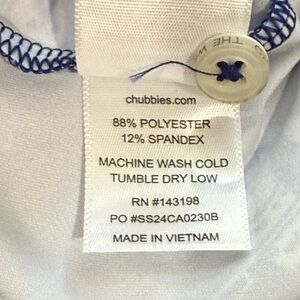 chubbies.com
88% POLYESTER
12% SPANDEX
MACHINE WASH COLD
TUMBLE DRY LOW
RN #143198
PO #SS24CA0230B
MADE IN VIETNAM